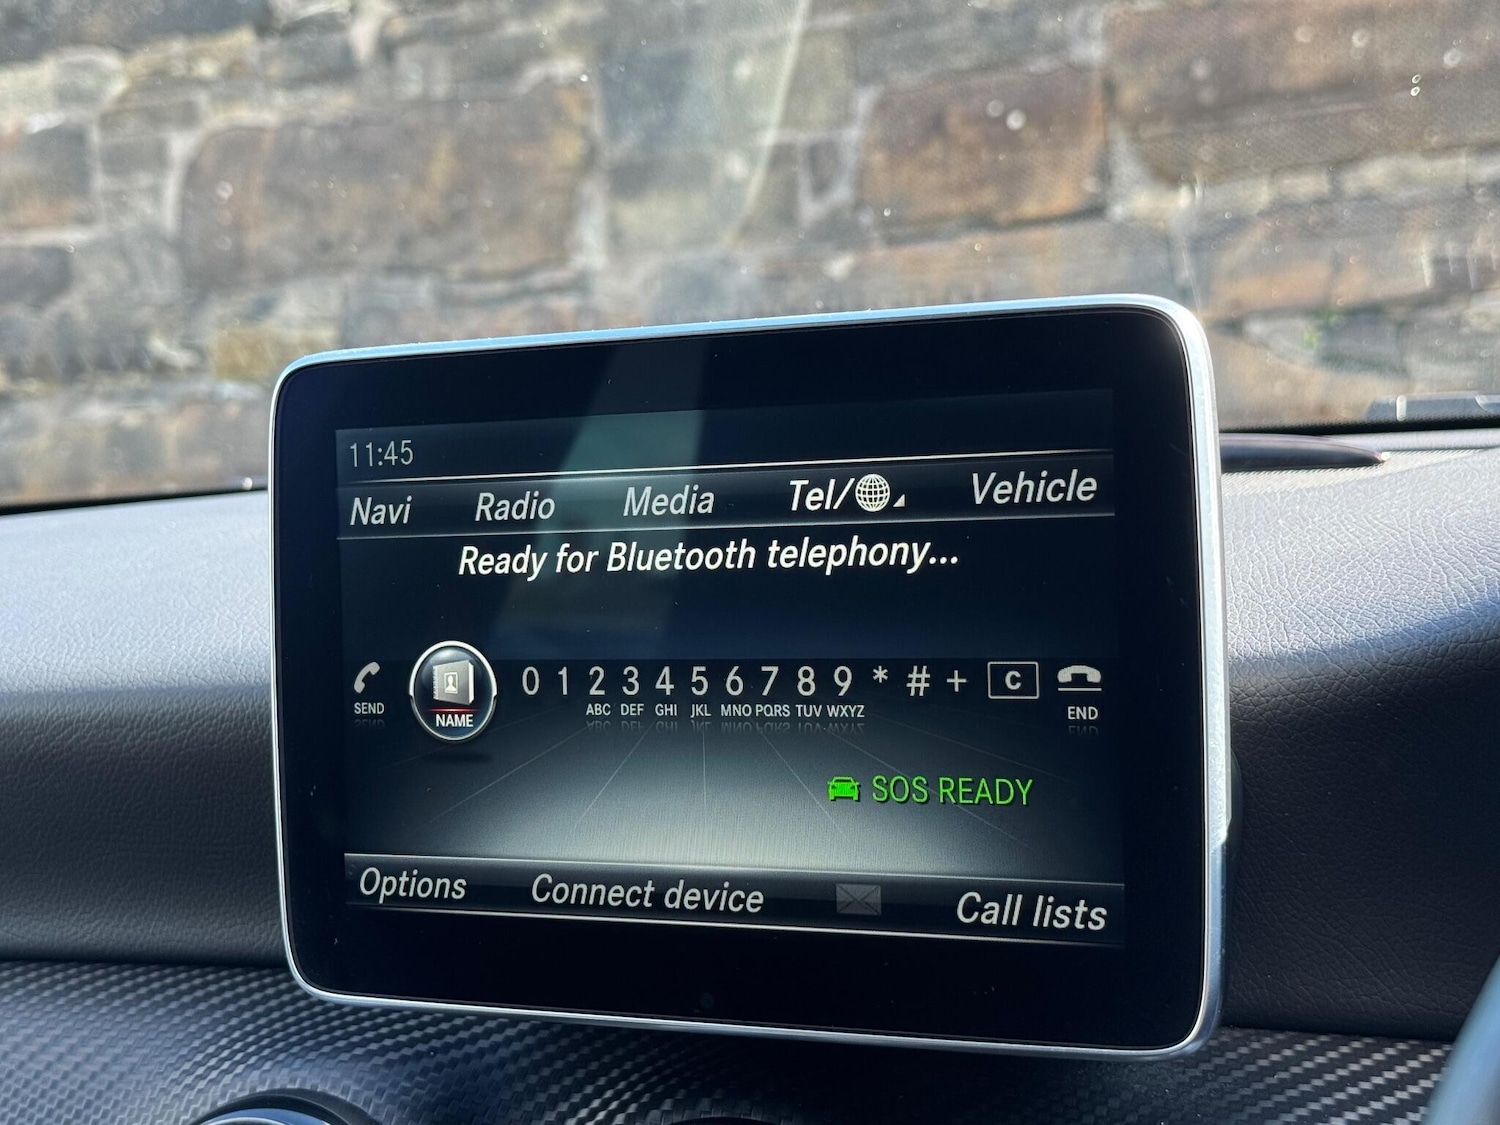 11:45
Navi Radio Media Tel/ Vehicle
Ready for Bluetooth telephony...
SEND NAME 0 1 2 3 4 5 6 7 8 9 * # + C END
ABC DEF GHI JKL MNO PQRS TUV WXYZ
SOS READY
Options Connect device Call lists